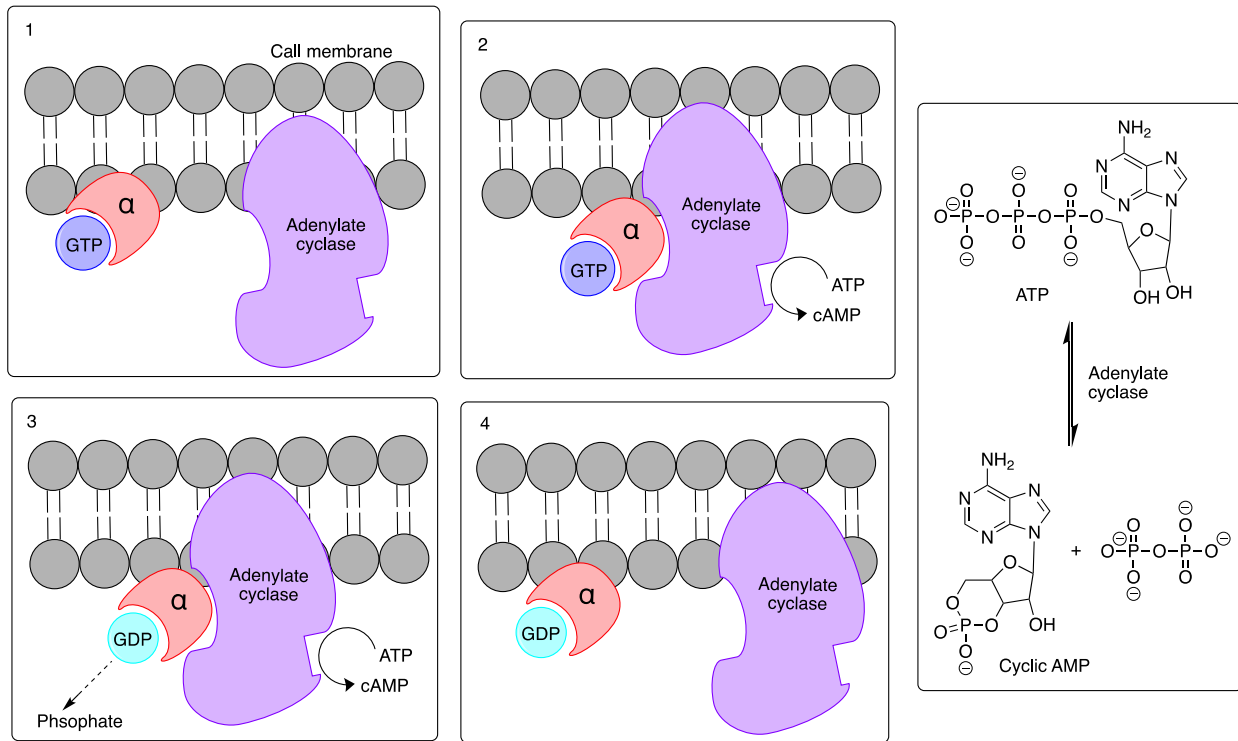 1
Call membrane
α
GTP
Adenylate
cyclase
2
α
GTP
Adenylate
cyclase
ATP
cAMP
3
α
GDP
Adenylate
cyclase
ATP
cAMP
Phsophate
4
α
GDP
Adenylate
cyclase
NH2
N
N
N
N
O
O
O
O
P
O
P
O
P
O
O
O
O
O
OH
OH
ATP
Adenylate
cyclase
NH2
N
N
N
N
O
O
P
O
O
O
OH
Cyclic AMP
+
O
O
O
P
O
P
O
O
O